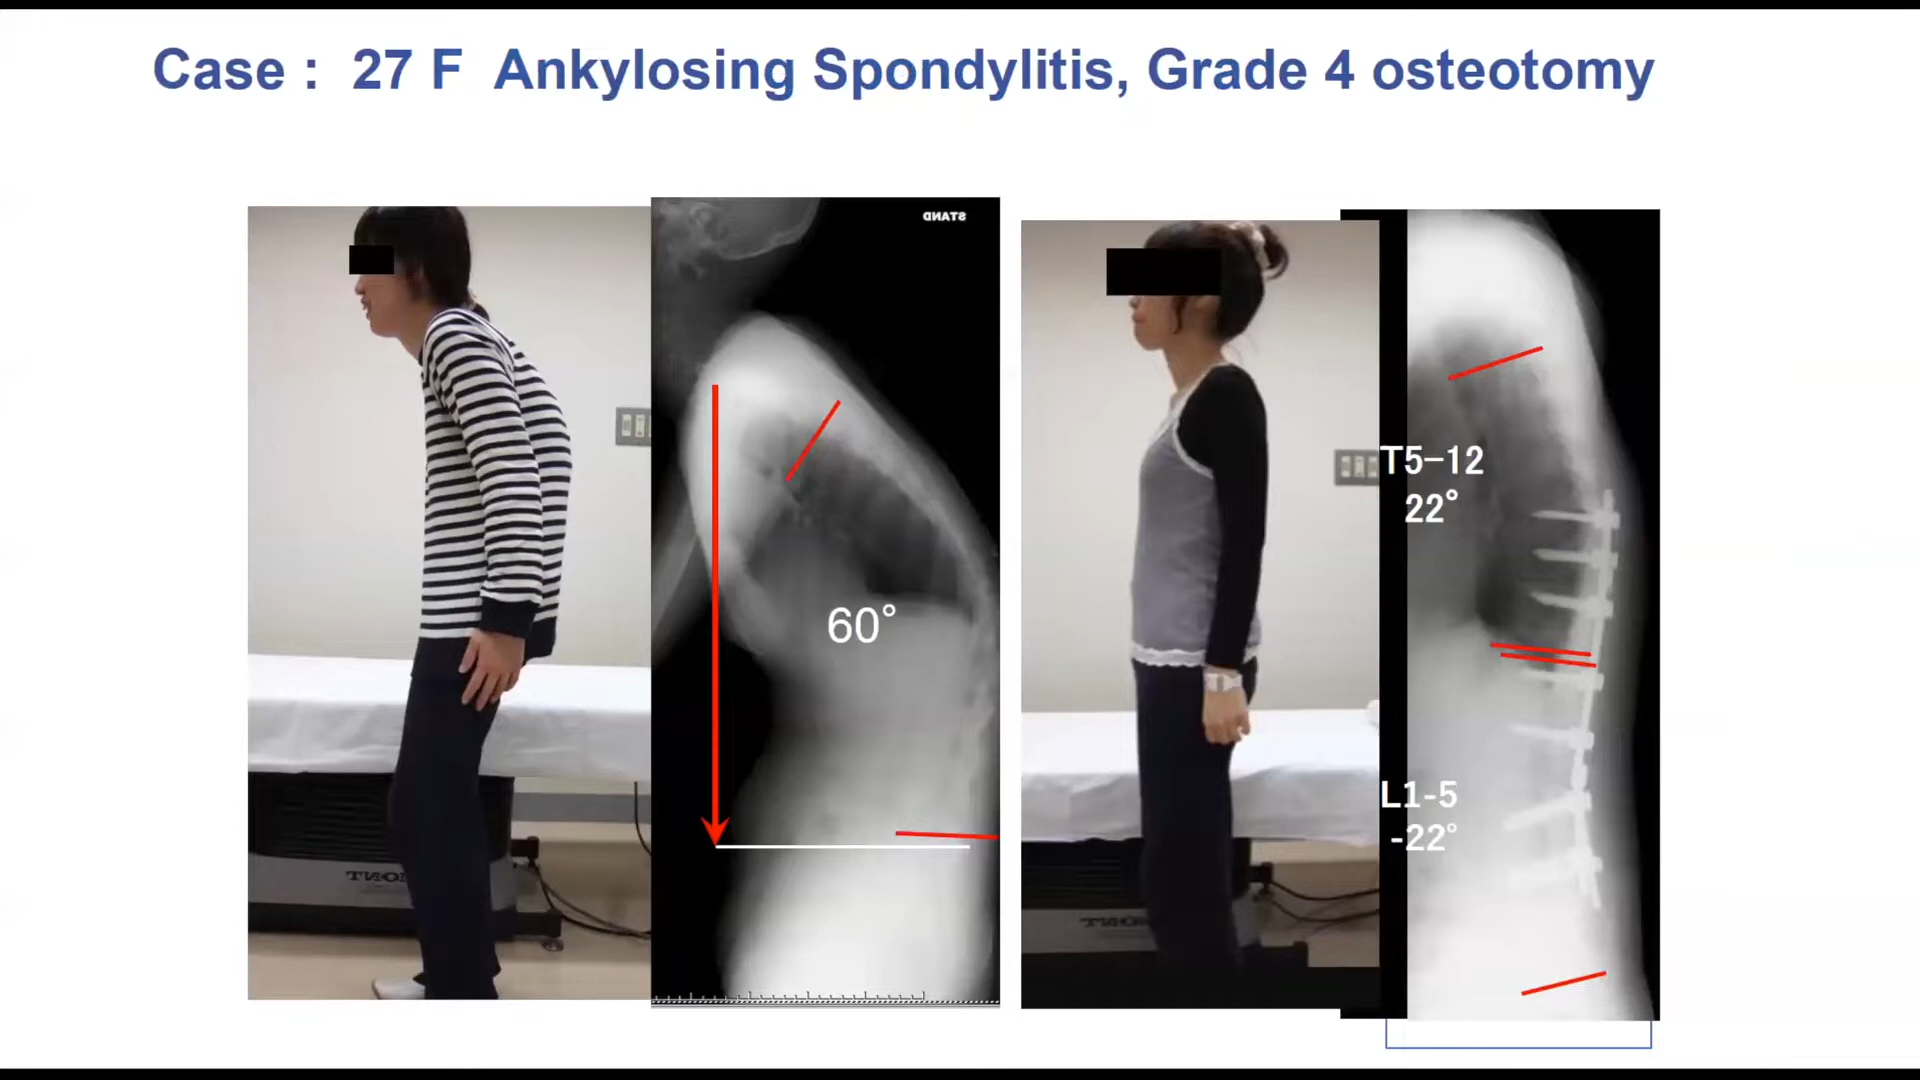 Case :  27 F  Ankylosing Spondylitis, Grade 4 osteotomy
STAND
60°
T5-12
22°
L1-5
-22°